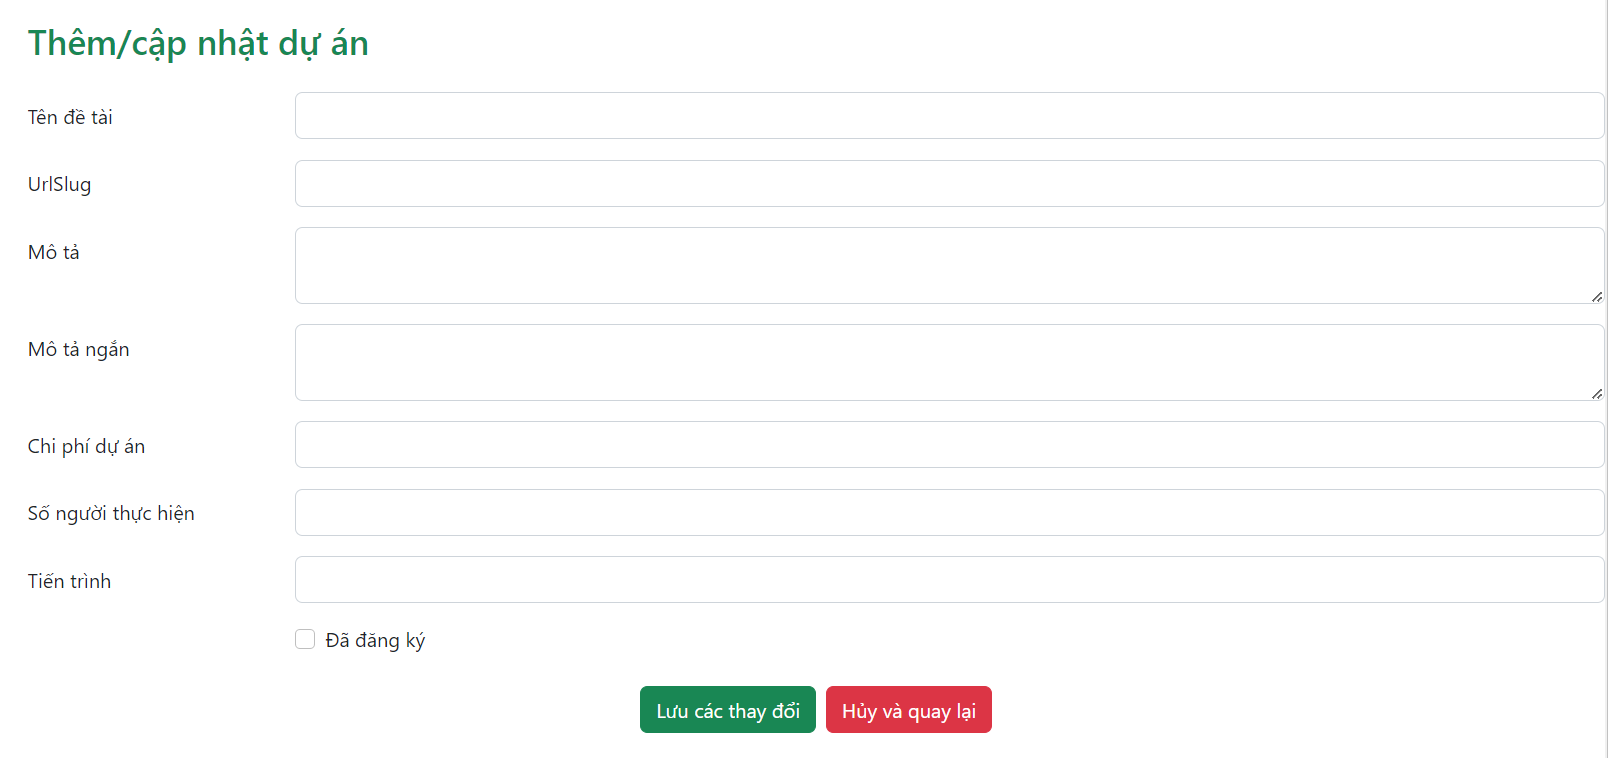 Thêm/cập nhật dự án
Tên đề tài
UrlSlug
Mô tả
Mô tả ngắn
Chi phí dự án
Số người thực hiện
Tiến trình
Đã đăng ký
Lưu các thay đổi
Hủy và quay lại